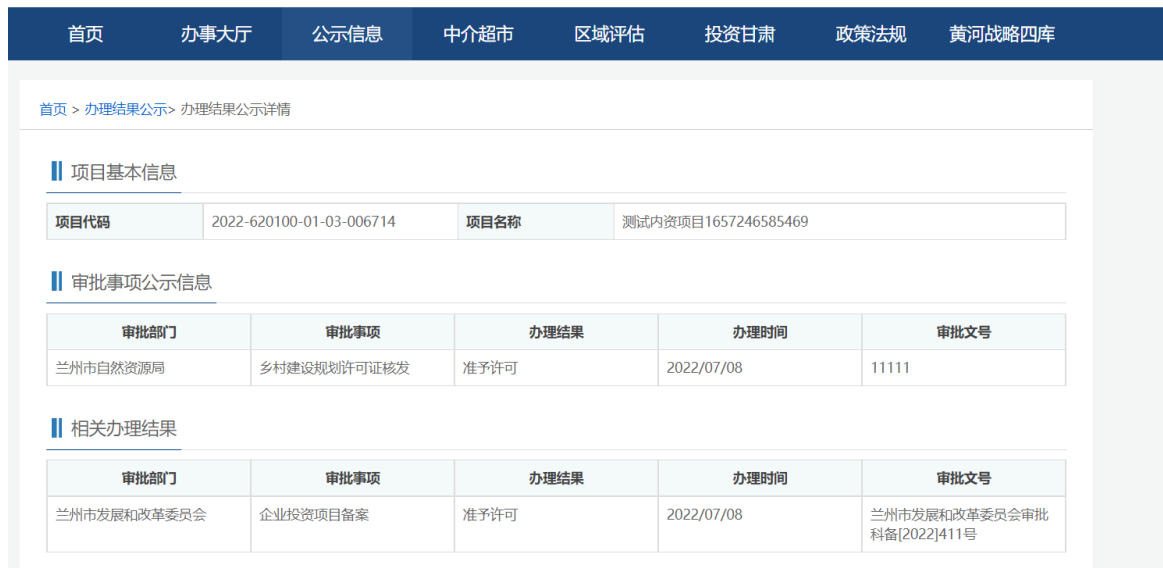 首页 办事大厅 公示信息 中介超市 区域评估 投资甘肃 政策法规 黄河战略四库
首页 > 办理结果公示> 办理结果公示详情
项目基本信息
项目代码 2022-620100-01-03-006714 项目名称 测试内资项目1657246585469
审批事项公示信息
审批部门 审批事项 办理结果 办理时间 审批文号
兰州市自然资源局 乡村建设规划许可证核发 准予许可 2022/07/08 11111
相关办理结果
审批部门 审批事项 办理结果 办理时间 审批文号
兰州市发展和改革委员会 企业投资项目备案 准予许可 2022/07/08 兰州市发展和改革委员会审批
科备[2022]411号